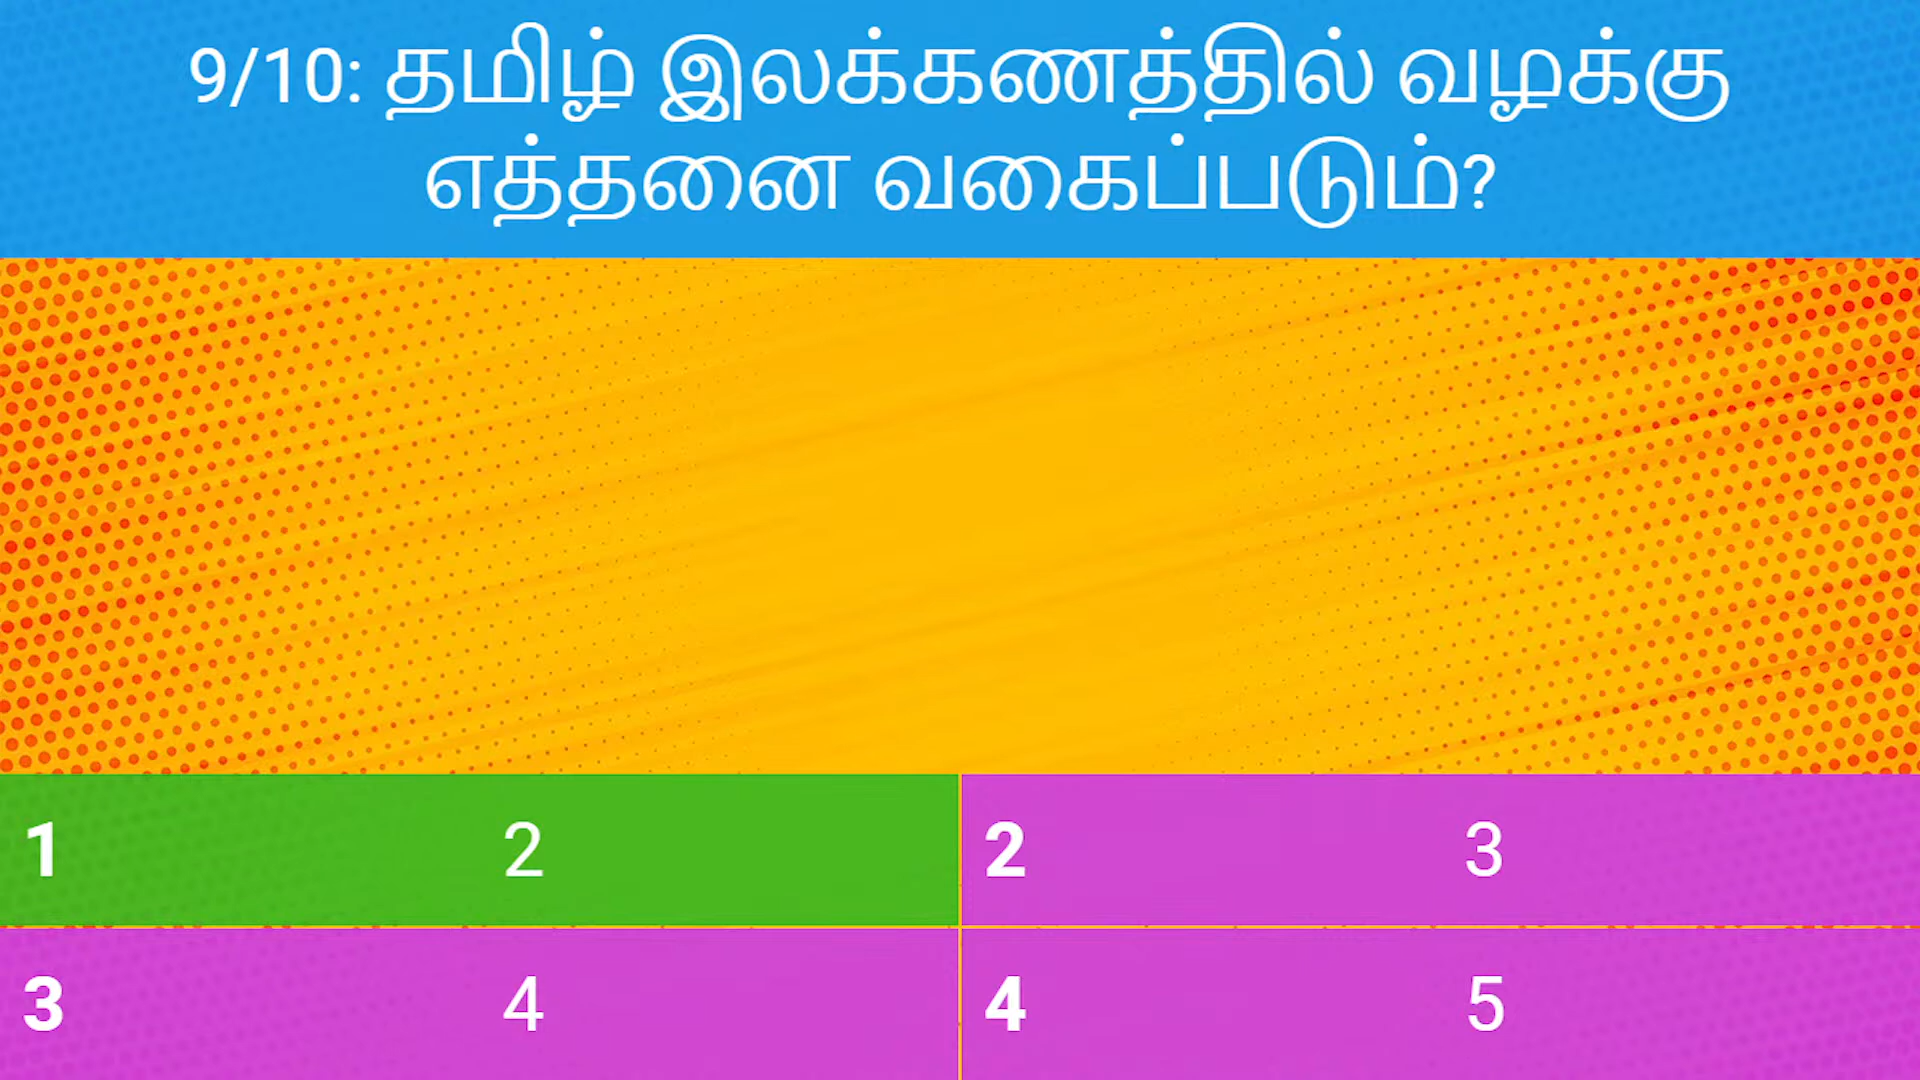 9/10: தமிழ் இலக்கணத்தில் வழக்கு
எத்தனை வகைப்படும்?
1 2
2 3
3 4
4 5